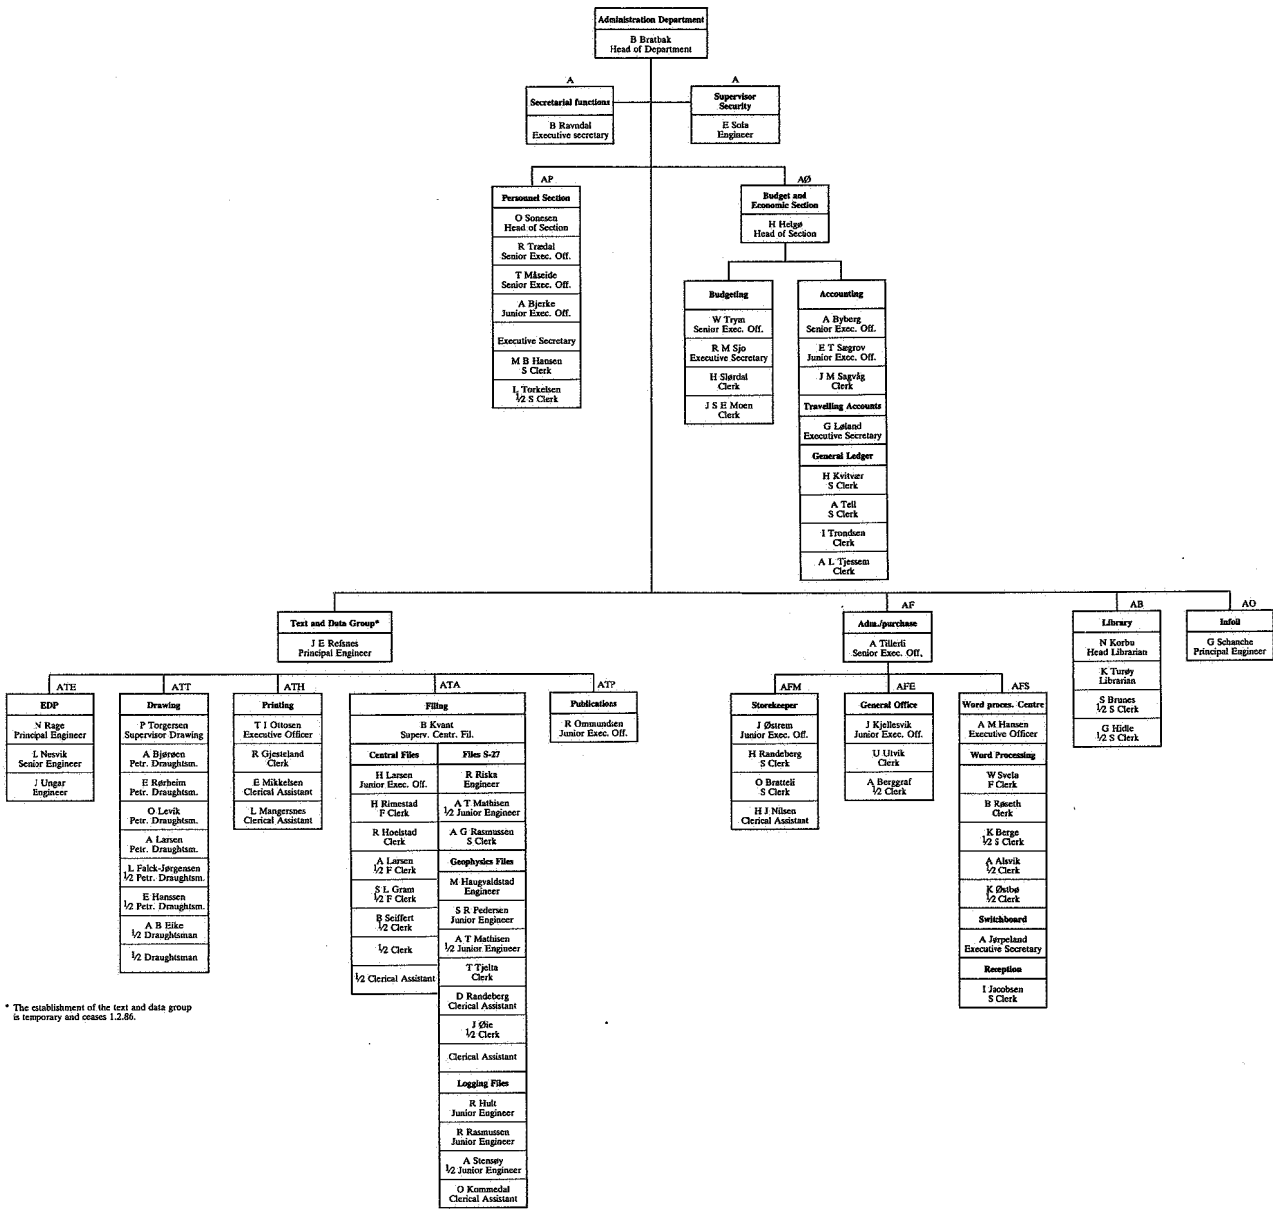 Administration Department
B Bratbak
Head of Department
A
Secretarial functions
B Ravndal
Executive secretary
A
Supervisor
Security
E Sola
Engineer
AP
Personnel Section
O Sonesen
Head of Section
R Trædal
Senior Exec. Off.
T Måseide
Senior Exec. Off.
A Bjerke
Junior Exec. Off.
Executive Secretary
M B Hansen
S Clerk
L Torkelsen
1/2 S Clerk
AØ
Budget and
Economic Section
H Helgø
Head of Section
Budgeting
W Trym
Senior Exec. Off.
R M Sjo
Executive Secretary
H Slørdal
Clerk
J S E Moen
Clerk
Accounting
A Byberg
Senior Exec. Off.
E T Sægrov
Junior Exec. Off.
J M Sagvåg
Clerk
Travelling Accounts
G Løland
Executive Secretary
General Ledger
H Kvitvær
S Clerk
A Tell
S Clerk
I Trondsen
Clerk
A L Tjessem
Clerk
Text and Data Group*
J E Refsnes
Principal Engineer
ATE
EDP
N Rage
Principal Engineer
L Nesvik
Senior Engineer
J Ungar
Engineer
ATT
Drawing
P Torgersen
Supervisor Drawing
A Bjørøen
Petr. Draughtsm.
E Rørheim
Petr. Draughtsm.
O Levik
Petr. Draughtsm.
A Larsen
Petr. Draughtsm.
L Falck-Jørgensen
1/2 Petr. Draughtsm.
E Hanssen
1/2 Petr. Draughtsm.
A B Eike
1/2 Draughtsman
1/2 Draughtsman
ATH
Printing
T I Ottosen
Executive Officer
R Gjesteland
Clerk
E Mikkelsen
Clerical Assistant
L Mangersnes
Clerical Assistant
ATA
Filing
B Kvant
Superv. Centr. Fil.
Central Files
H Larsen
Junior Exec. Off.
H Rimestad
F Clerk
R Hoelstad
Clerk
A Larsen
1/2 F Clerk
S L Gram
1/2 F Clerk
B Seiffert
1/2 Clerk
1/2 Clerk
1/2 Clerical Assistant
Files S-27
R Riska
Engineer
A T Mathisen
1/2 Junior Engineer
A G Rasmussen
S Clerk
Geophysics Files
M Haugvaldstad
Engineer
S R Pedersen
Junior Engineer
A T Mathisen
1/2 Junior Engineer
T Tjelta
Clerk
D Randeberg
Clerical Assistant
J Øie
1/2 Clerk
Clerical Assistant
Logging Files
R Hult
Junior Engineer
R Rasmussen
Junior Engineer
A Stensøy
1/2 Junior Engineer
O Kommedal
Clerical Assistant
ATP
Publications
R Ommundsen
Junior Exec. Off.
AF
Adm./purchase
A Tillerli
Senior Exec. Off.
AFM
Storekeeper
J Østrem
Junior Exec. Off.
H Randeberg
S Clerk
O Bratteli
S Clerk
H J Nilsen
Clerical Assistant
AFE
General Office
J Kjellesvik
Junior Exec. Off.
U Utvik
Clerk
A Berggraf
1/2 Clerk
AFS
Word proces. Centre
A M Hansen
Executive Officer
Word Processing
W Svela
F Clerk
B Røseth
Clerk
K Berge
1/2 S Clerk
A Alsvik
1/2 Clerk
K Østbø
1/2 Clerk
Switchboard
A Jørpeland
Executive Secretary
Reception
I Jacobsen
S Clerk
AB
Library
N Korbu
Head Librarian
K Turøy
Librarian
S Brunes
1/2 S Clerk
G Hidle
1/2 S Clerk
AO
Infoil
G Schanche
Principal Engineer
* The establishment of the text and data group
is temporary and ceases 1.2.86.